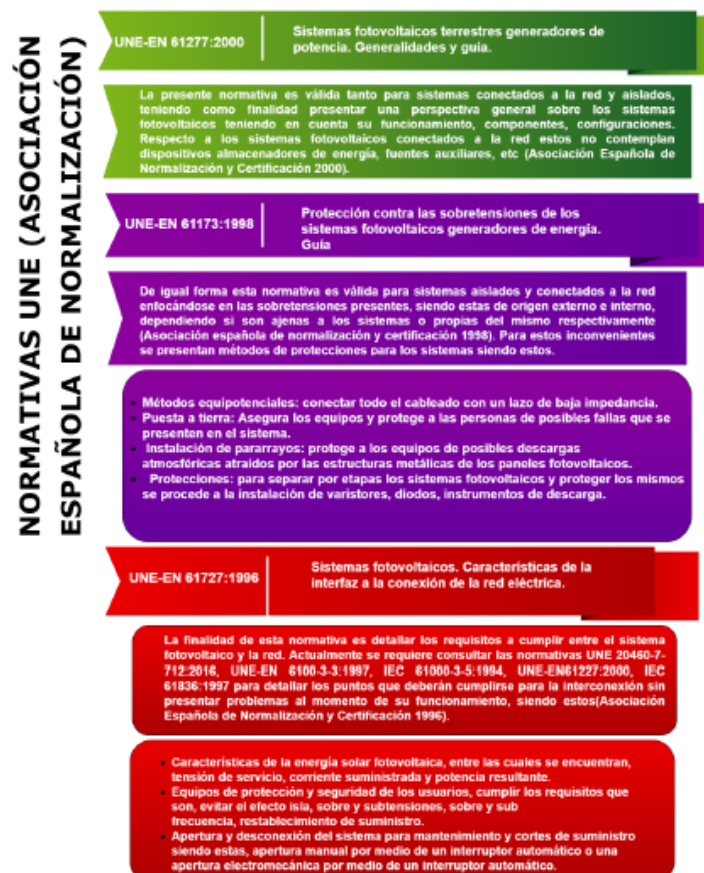 NORMATIVAS UNE (ASOCIACIÓN
ESPAÑOLA DE NORMALIZACIÓN)
UNE-EN 61277:2000
Sistemas fotovoltaicos terrestres generadores de
potencia. Generalidades y guia.
La presente normativa es válida tanto para sistemas conectados a la red y aislados,
teniendo como finalidad presentar una perspectiva general sobre los sistemas
fotovoltaicos teniendo en cuenta su funcionamiento, componentes, configuraciones.
Respecto a los sistemas fotovoltaicos conectados a la red estos no contemplan
dispositivos almacenadores de energía, fuentes auxiliares, etc (Asociación Española de
Normalización y Certificación 2000).
UNE-EN 61173:1998
Protección contra las sobretensiones de los
sistemas fotovoltaicos generadores de energía.
Guía
De igual forma esta normativa es válida para sistemas aislados y conectados a la red
enfocándose en las sobretensiones presentes, siendo estas de origen externo e interno,
dependiendo si son ajenas a los sistemas o propias del mismo respectivamente
(Asociación española de normalización y certificación 1998). Para estos inconvenientes
se presentan métodos de protecciones para los sistemas siendo estos.
• Métodos equipotenciales: conectar todo el cableado con un lazo de baja impedancia.
• Puesta a tierra: Asegura los equipos y protege a las personas de posibles fallas que se
presenten en el sistema.
• Instalación de pararrayos: protege a los equipos de posibles descargas
atmosféricas atraídos por las estructuras metálicas de los paneles fotovoltaicos.
• Protecciones: para separar por etapas los sistemas fotovoltaicos y proteger los mismos
se procede a la instalación de varistores, diodos, instrumentos de descarga.
UNE-EN 61727:1996
Sistemas fotovoltaicos. Características de la
interfaz a la conexión de la red eléctrica.
La finalidad de esta normativa es detallar los requisitos a cumplir entre el sistema
fotovoltaico y la red. Actualmente se requiere consultar las normativas UNE 20460-7-
712:2016, UNE-EN 6100-3-3:1997, IEC 61000-3-5:1994, UNE-EN61227:2000, IEC
61836:1997 para detallar los puntos que deberán cumplirse para la interconexión sin
presentar problemas al momento de su funcionamiento, siendo estos(Asociación
Española de Normalización y Certificación 1996).
• Características de la energía solar fotovoltaica, entre las cuales se encuentran,
tensión de servicio, corriente suministrada y potencia resultante.
• Equipos de protección y seguridad de los usuarios, cumplir los requisitos que
son, evitar el efecto isla, sobre y subtensiones, sobre y sub
frecuencia, restablecimiento de suministro.
• Apertura y desconexión del sistema para mantenimiento y cortes de suministro
siendo estas, apertura manual por medio de un interruptor automático o una
apertura electromecánica por medio de un interruptor automático.